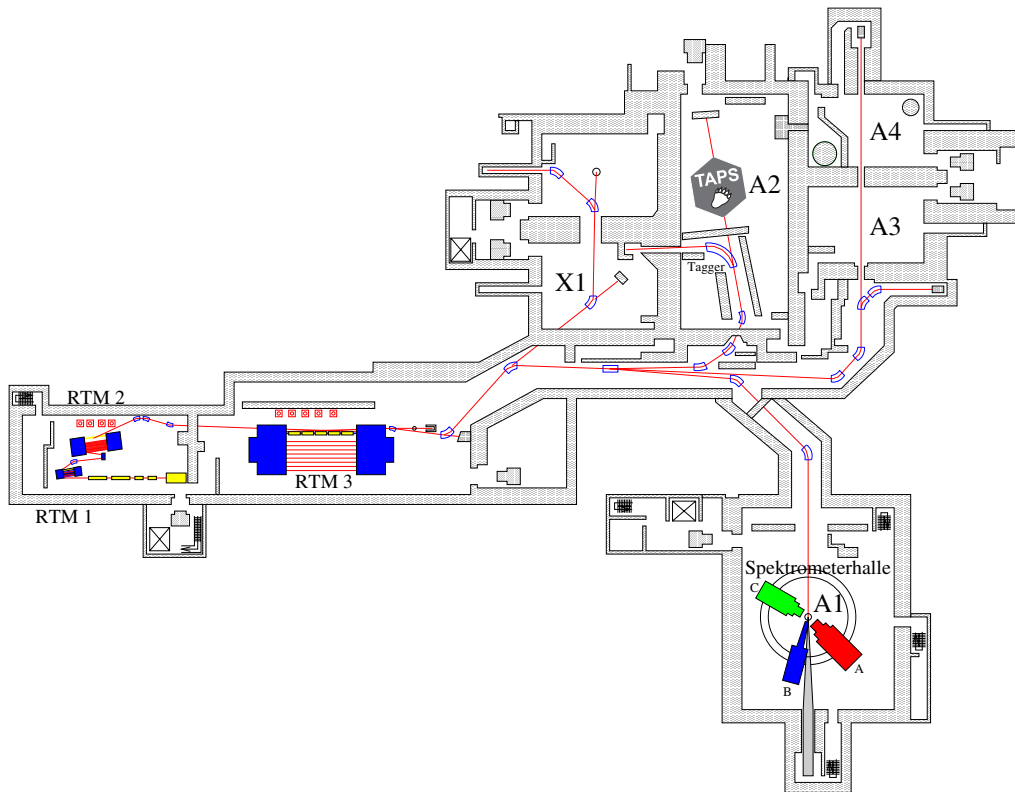 A4
TAPS
A2
A3
Tagger
X1
RTM 2
RTM 3
RTM 1
Spektrometerhalle
C
A1
A
B